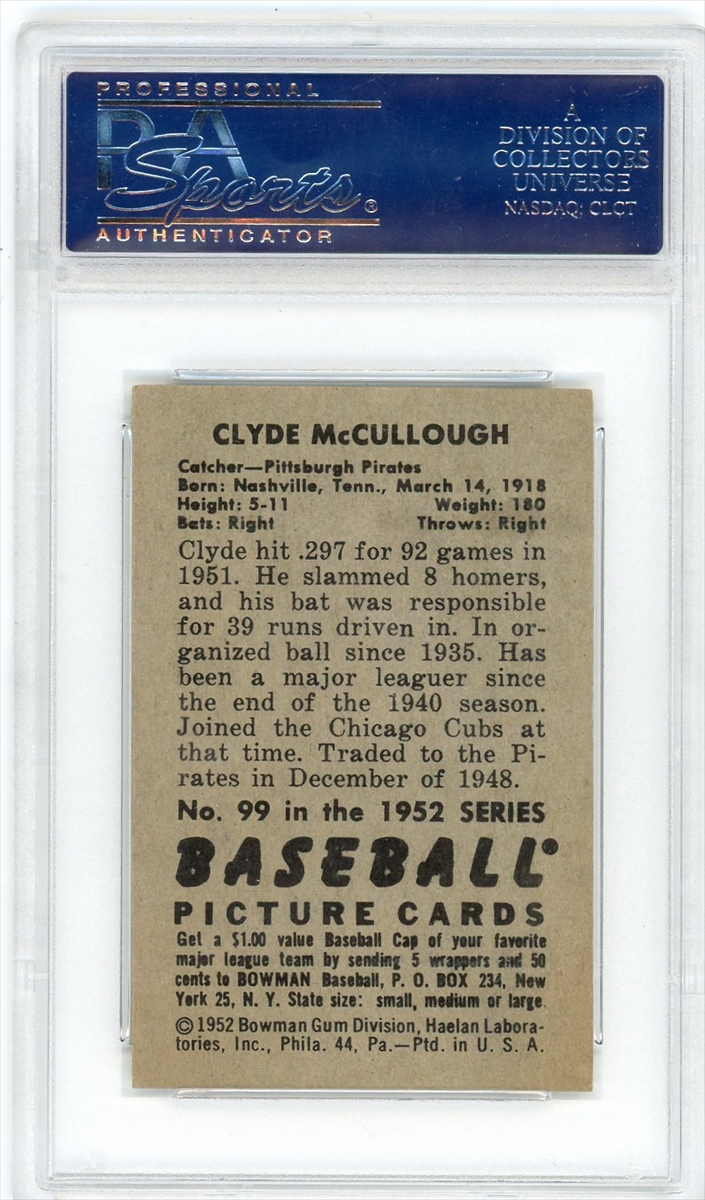 PROFESSIONAL
PSA
Sports®
AUTHENTICATOR
A
DIVISION OF
COLLECTORS
UNIVERSE
NASDAQ: CLCT
CLYDE McCULLOUGH
Catcher—Pittsburgh Pirates
Born: Nashville, Tenn., March 14, 1918
Height: 5-11 Weight: 180
Bats: Right Throws: Right
Clyde hit .297 for 92 games in
1951. He slammed 8 homers,
and his bat was responsible
for 39 runs driven in. In or-
ganized ball since 1935. Has
been a major leaguer since
the end of the 1940 season.
Joined the Chicago Cubs at
that time. Traded to the Pi-
rates in December of 1948.
No. 99 in the 1952 SERIES
BASEBALL®
PICTURE CARDS
Get a $1.00 value Baseball Cap of your favorite
major league team by sending 5 wrappers and 50
cents to BOWMAN Baseball, P. O. BOX 234, New
York 25, N. Y. State size: small, medium or large.
© 1952 Bowman Gum Division, Haelan Labora-
tories, Inc., Phila. 44, Pa.—Ptd. in U. S. A.